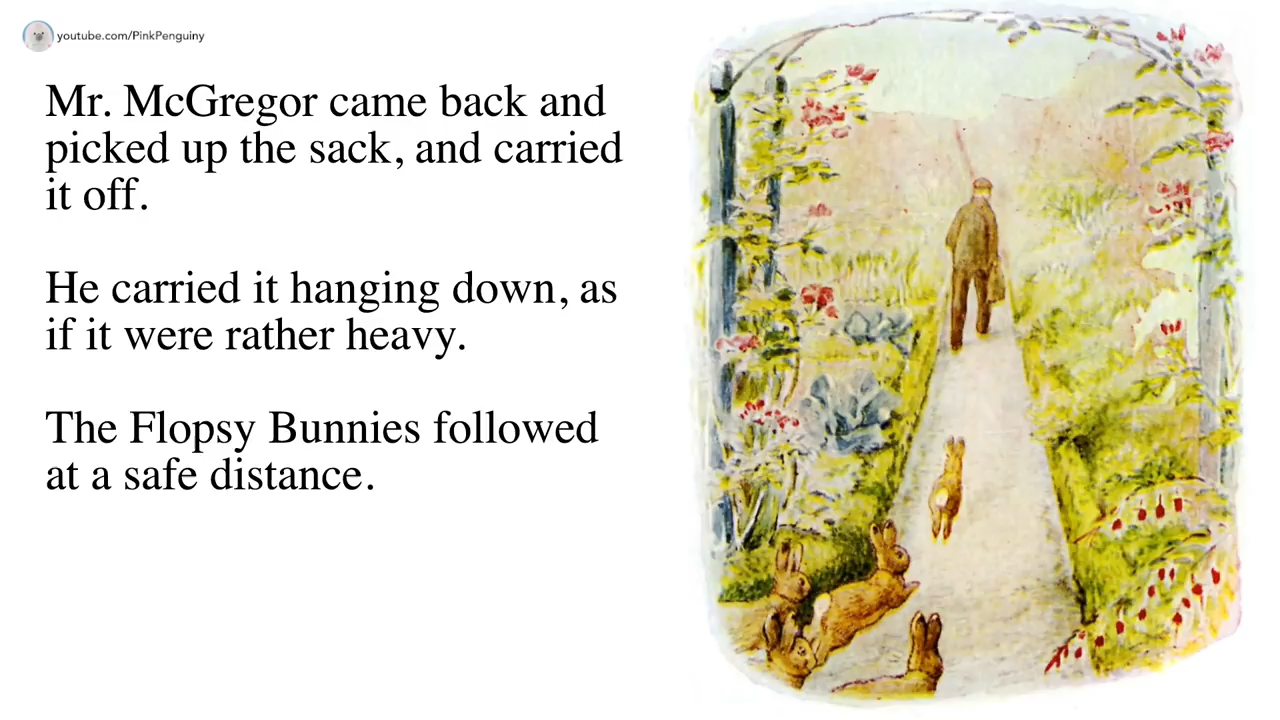 youtube.com/PinkPenguiny
Mr. McGregor came back and
picked up the sack, and carried
it off.
He carried it hanging down, as
if it were rather heavy.
The Flopsy Bunnies followed
at a safe distance.